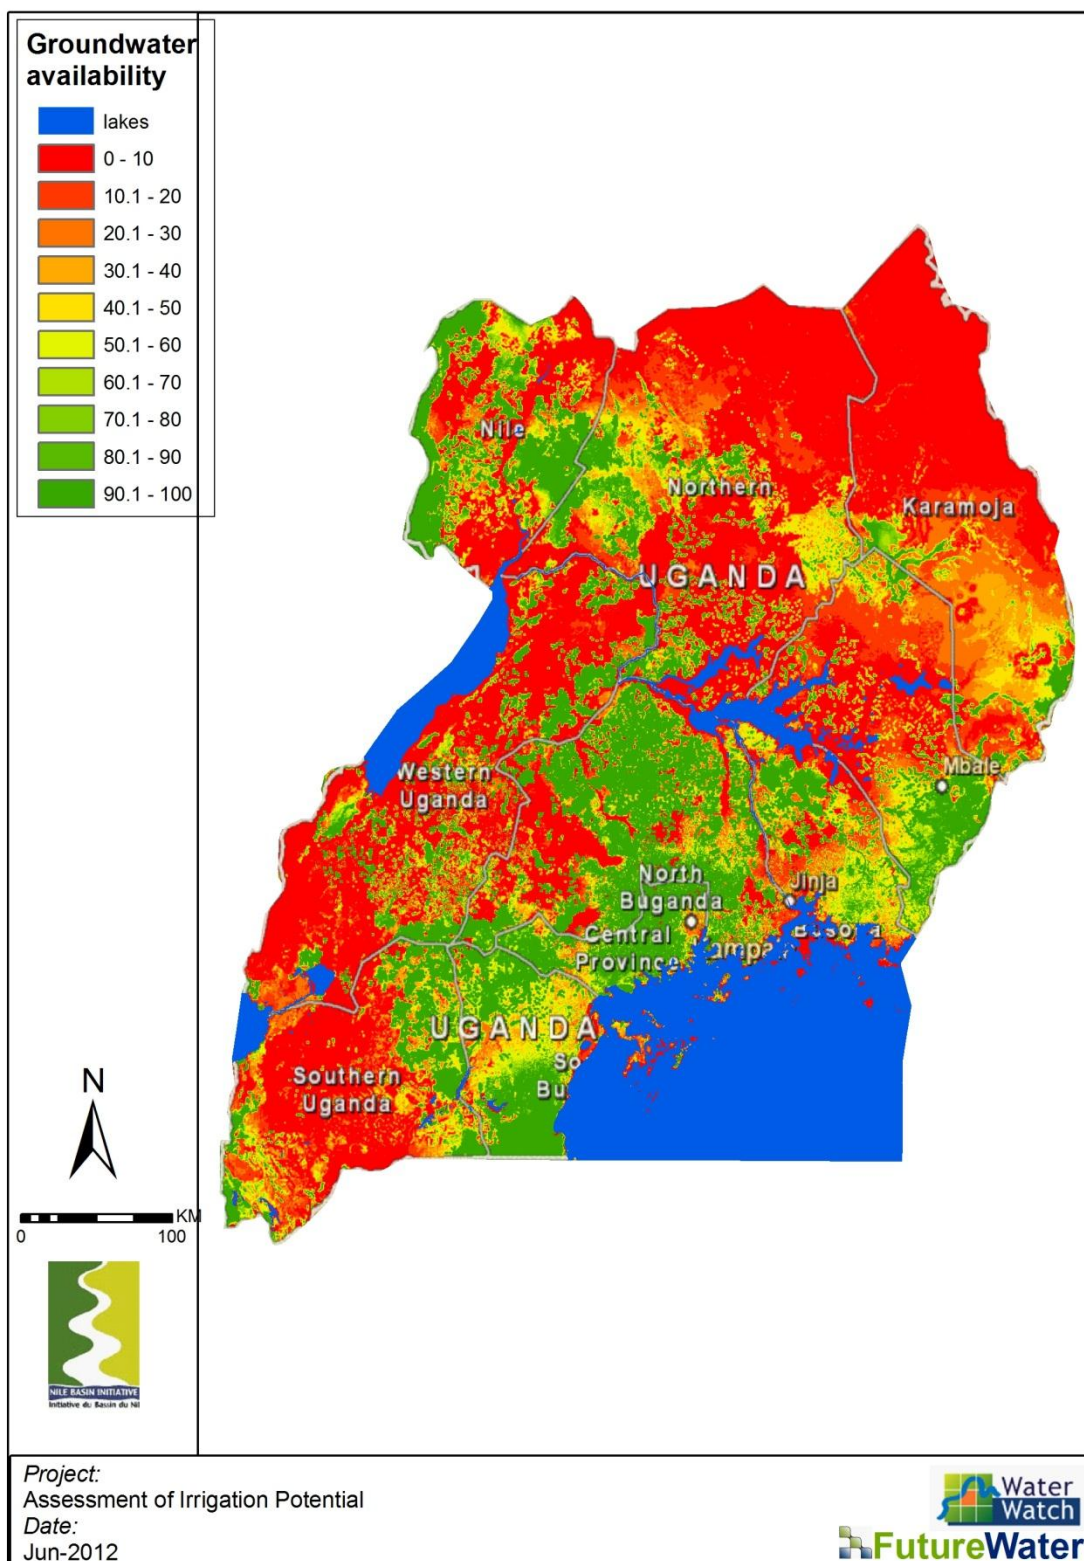 Groundwater
availability
lakes
0 - 10
10.1 - 20
20.1 - 30
30.1 - 40
40.1 - 50
50.1 - 60
60.1 - 70
70.1 - 80
80.1 - 90
90.1 - 100
Nile
Northern
Karamoja
UGANDA
Mbale
Western
Uganda
North
Buganda
Jinja
Central
Province
UGANDA
So
Bu
Southern
Uganda
N
KM
0 100
NILE BASIN INITIATIVE
Initiative du Bassin du Nil
Project:
Assessment of Irrigation Potential
Date:
Jun-2012
Water
Watch
FutureWater